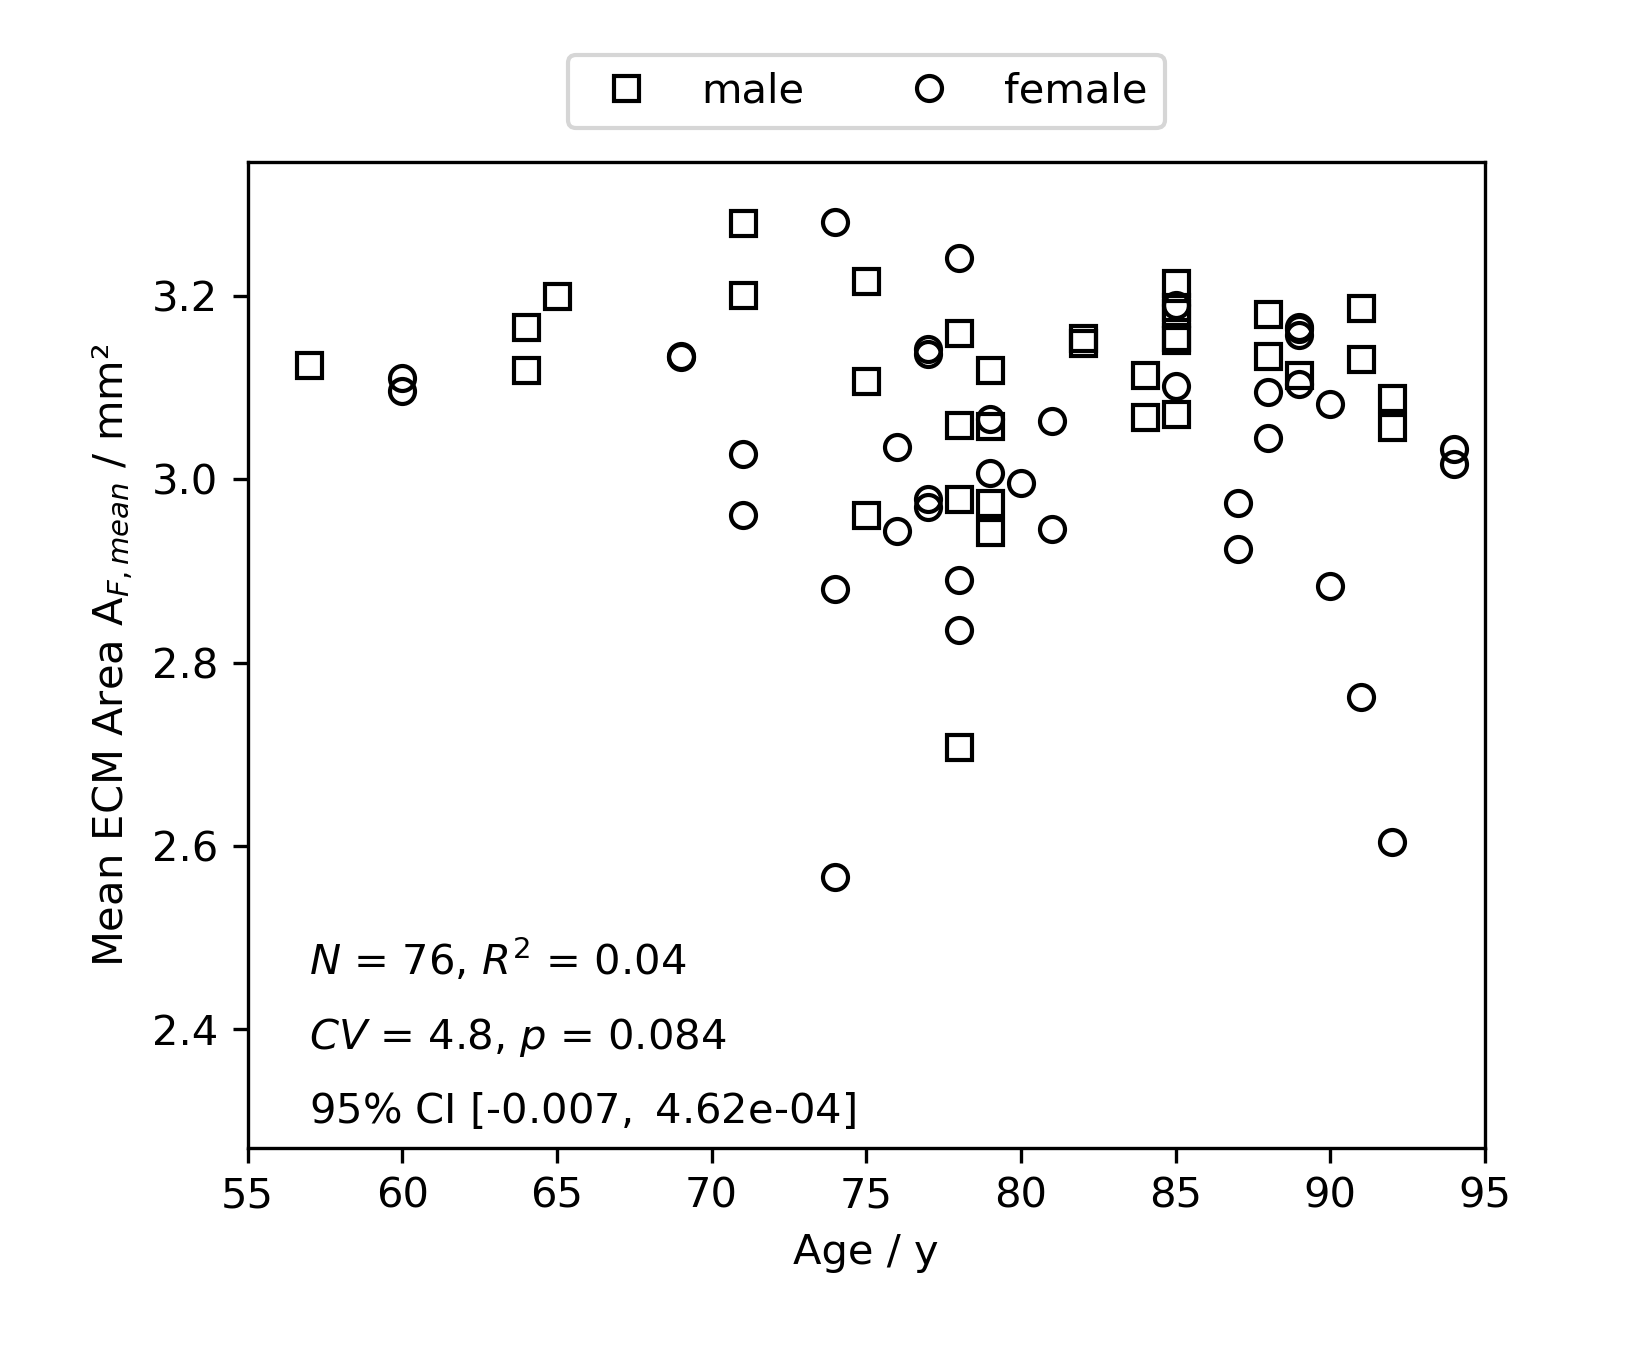 male female
3.2
3.0
2.8
2.6
2.4
Mean ECM Area A_{F, mean} / mm²
N = 76, R² = 0.04
CV = 4.8, p = 0.084
95% CI [-0.007, 4.62e-04]
55 60 65 70 75 80 85 90 95
Age / y